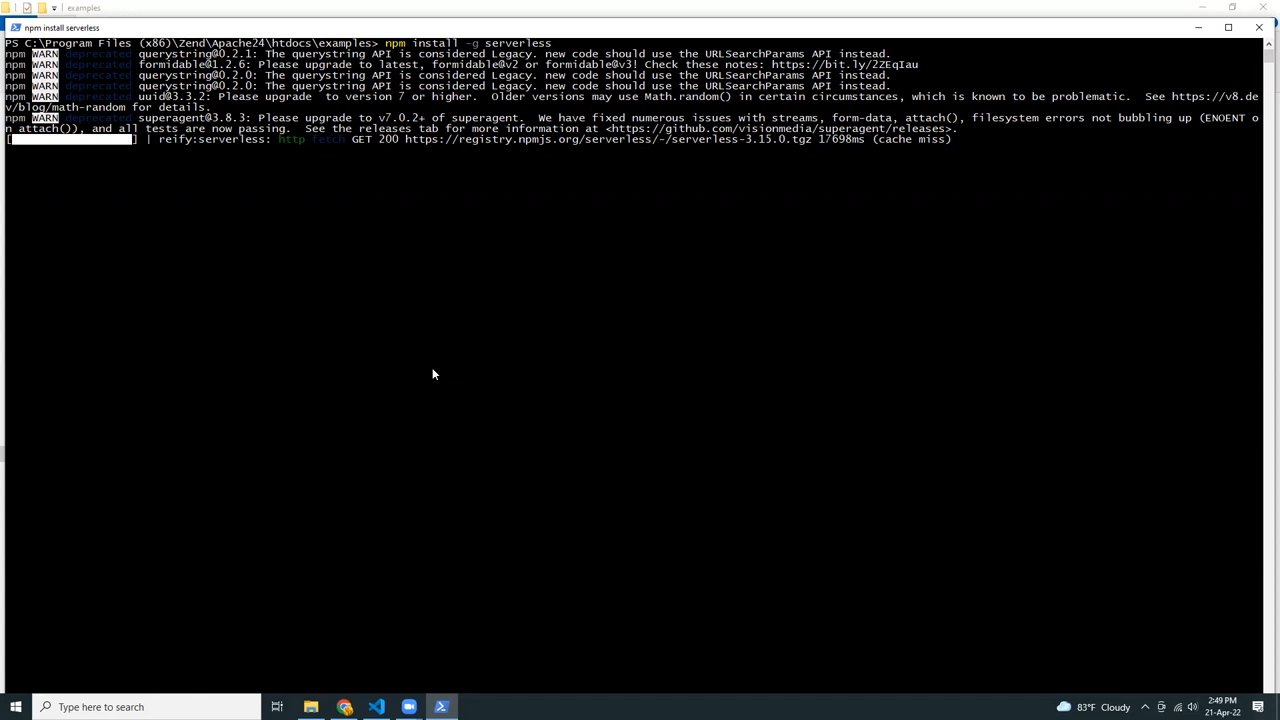 examples
npm install serverless
PS C:\Program Files (x86)\Zend\Apache24\htdocs\examples> npm install -g serverless
npm WARN deprecated querystring@0.2.1: The querystring API is considered Legacy. new code should use the URLSearchParams API instead.
npm WARN deprecated formidable@1.2.6: Please upgrade to latest, formidable@v2 or formidable@v3! Check these notes: https://bit.ly/2ZEqIau
npm WARN deprecated querystring@0.2.0: The querystring API is considered Legacy. new code should use the URLSearchParams API instead.
npm WARN deprecated querystring@0.2.0: The querystring API is considered Legacy. new code should use the URLSearchParams API instead.
npm WARN deprecated uuid@3.3.2: Please upgrade  to version 7 or higher.  Older versions may use Math.random() in certain circumstances, which is known to be problematic.  See https://v8.de
v/blog/math-random for details.
npm WARN deprecated superagent@3.8.3: Please upgrade to v7.0.2+ of superagent.  We have fixed numerous issues with streams, form-data, attach(), filesystem errors not bubbling up (ENOENT o
n attach()), and all tests are now passing.  See the releases tab for more information at <https://github.com/visionmedia/superagent/releases>.
[                  ] | reify:serverless: http fetch GET 200 https://registry.npmjs.org/serverless/-/serverless-3.15.0.tgz 17698ms (cache miss)
Type here to search
83°F Cloudy
2:49 PM
21-Apr-22